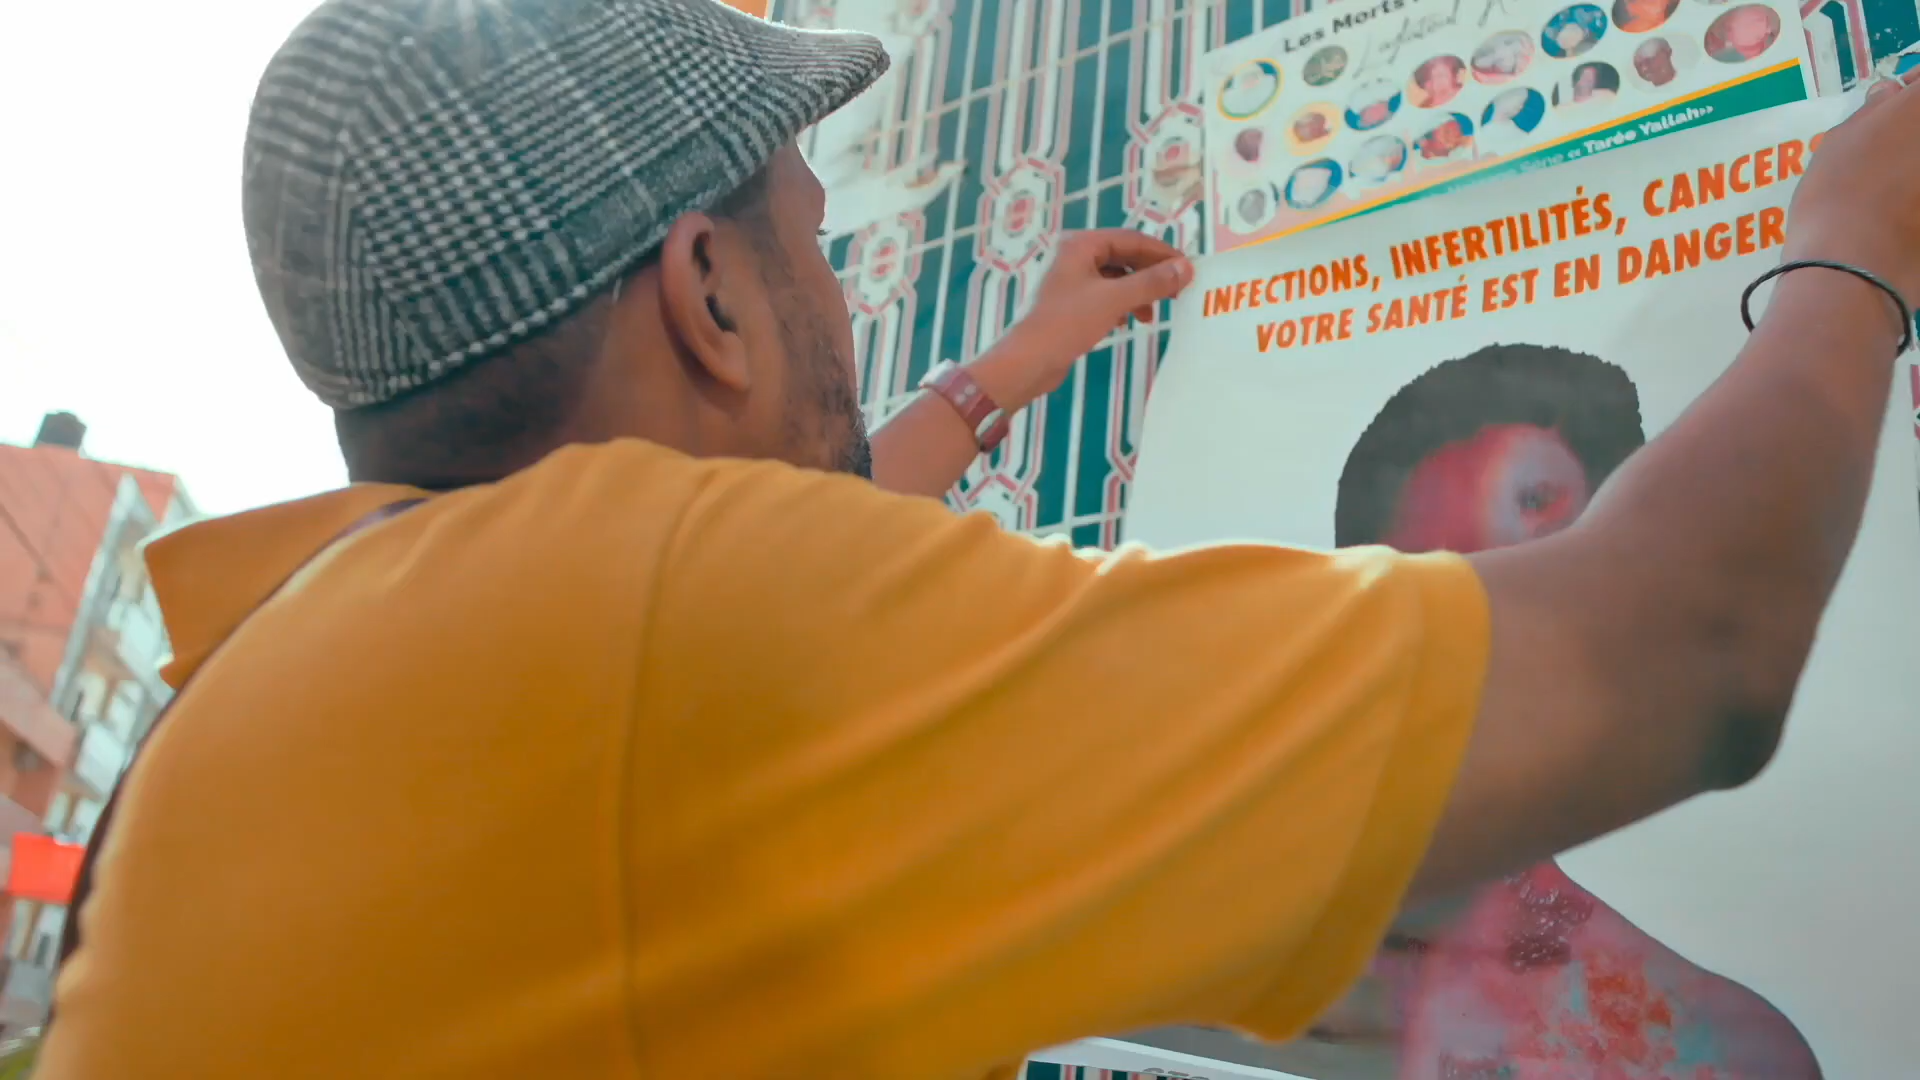 Les Morts
« Tarée Yallah»
INFECTIONS, INFERTILITÉS, CANCERS
VOTRE SANTÉ EST EN DANGER